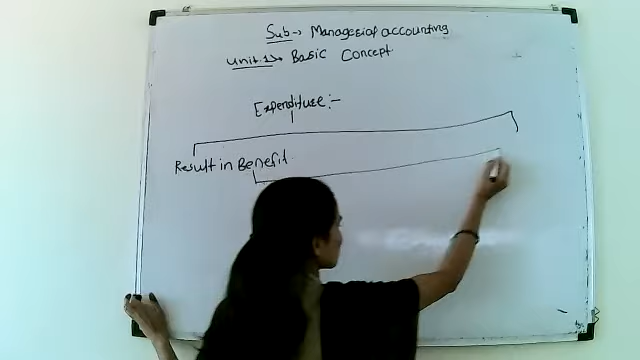 Sub → Managerial accounting
Unit: 1 → Basic Concept
Expenditure :-
Result in Benefit